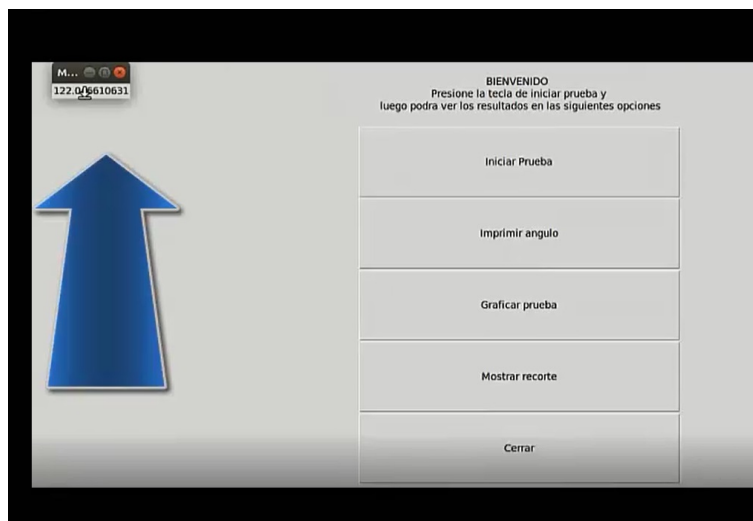 M...
BIENVENIDO
Presione la tecla de iniciar prueba y
luego podra ver los resultados en las siguientes opciones
Iniciar Prueba
Imprimir angulo
Graficar prueba
Mostrar recorte
Cerrar